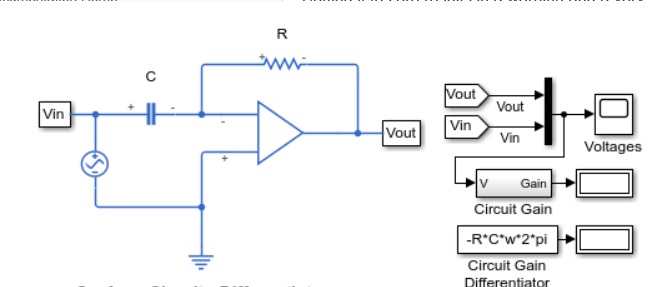 R
+ -
C
+ -
Vin
-
+
Vout
Vout
Vout
Vin
Vin
Voltages
V Gain
Circuit Gain
-R*C*w*2*pi
Circuit Gain
Differentiator